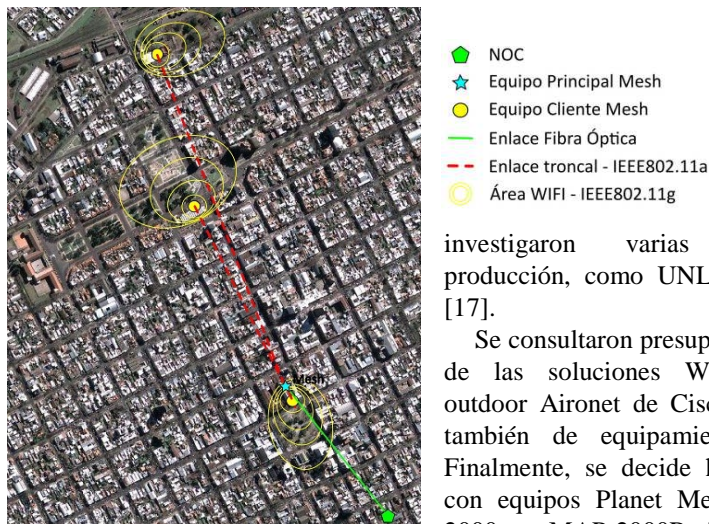 Mesh
NOC
Equipo Principal Mesh
Equipo Cliente Mesh
Enlace Fibra Óptica
Enlace troncal - IEEE802.11a
Área WIFI - IEEE802.11g
investigaron varias
producción, como UNL
[17].
Se consultaron presup
de las soluciones W
outdoor Aironet de Cisc
también de equipamie
Finalmente, se decide l
con equipos Planet Me